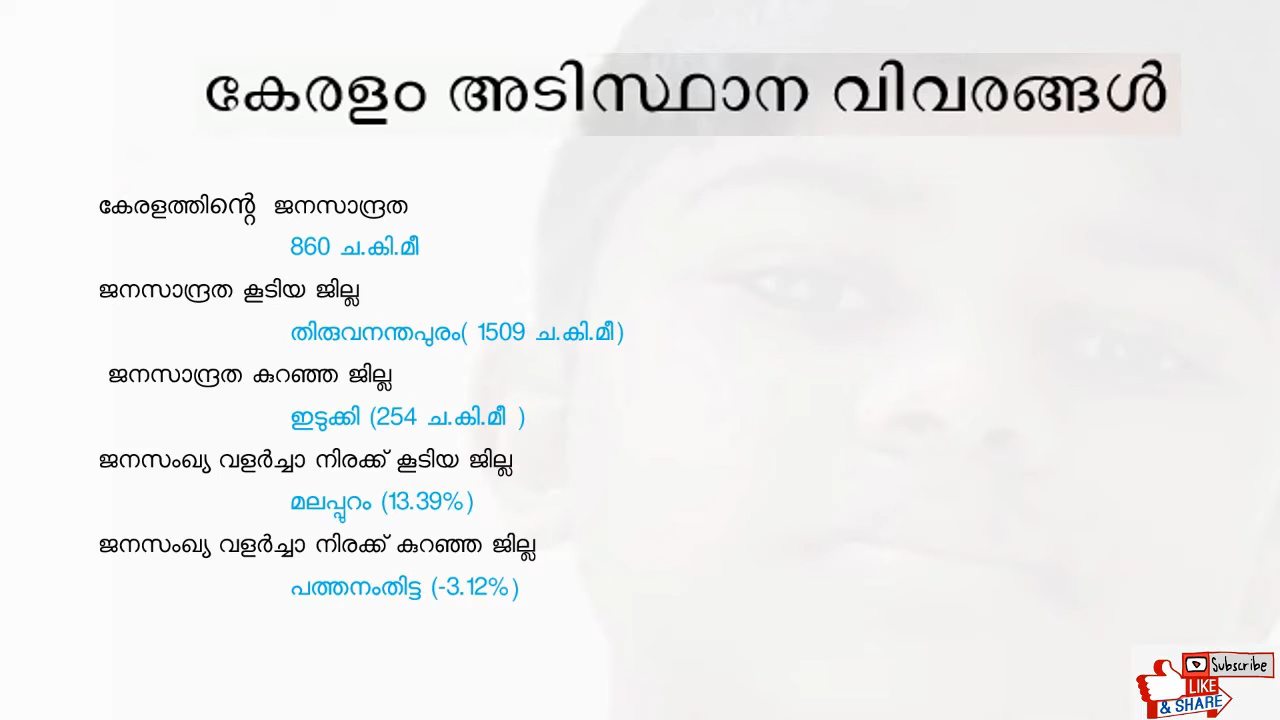 കേരളം അടിസ്ഥാന വിവരങ്ങൾ
കേരളത്തിന്റെ ജനസാന്ദ്രത
860 ച.കി.മീ
ജനസാന്ദ്രത കൂടിയ ജില്ല
തിരുവനന്തപുരം( 1509 ച.കി.മീ)
ജനസാന്ദ്രത കുറഞ്ഞ ജില്ല
ഇടുക്കി (254 ച.കി.മീ )
ജനസംഖ്യ വളർച്ചാ നിരക്ക് കൂടിയ ജില്ല
മലപ്പുറം (13.39%)
ജനസംഖ്യ വളർച്ചാ നിരക്ക് കുറഞ്ഞ ജില്ല
പത്തനംതിട്ട (-3.12%)
Subscribe
LIKE
& SHARE